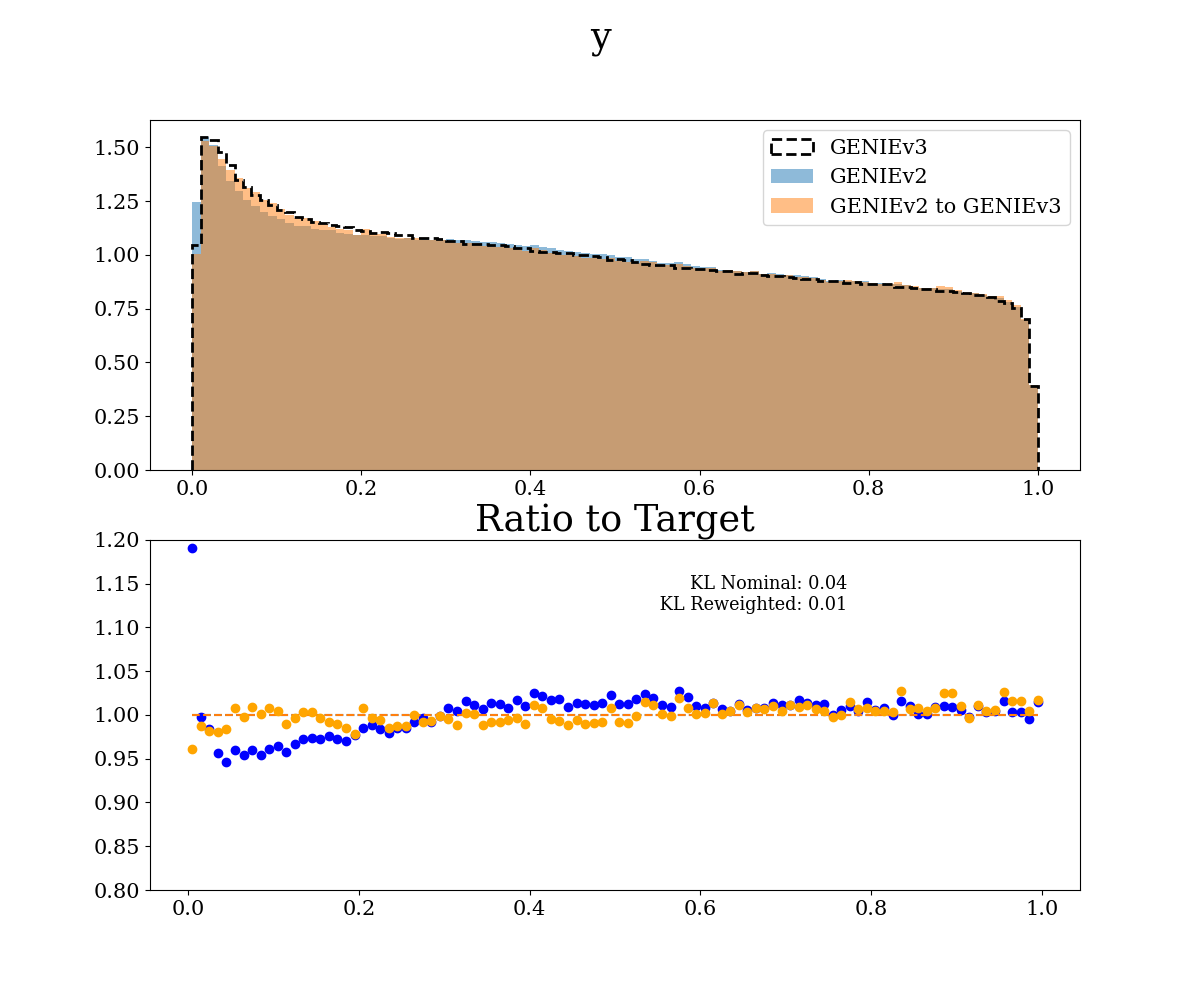 y
1.50
1.25
1.00
0.75
0.50
0.25
0.00
GENIEv3
GENIEv2
GENIEv2 to GENIEv3
0.0 0.2 0.4 0.6 0.8 1.0
Ratio to Target
1.20
1.15
1.10
1.05
1.00
0.95
0.90
0.85
0.80
KL Nominal: 0.04
KL Reweighted: 0.01
0.0 0.2 0.4 0.6 0.8 1.0